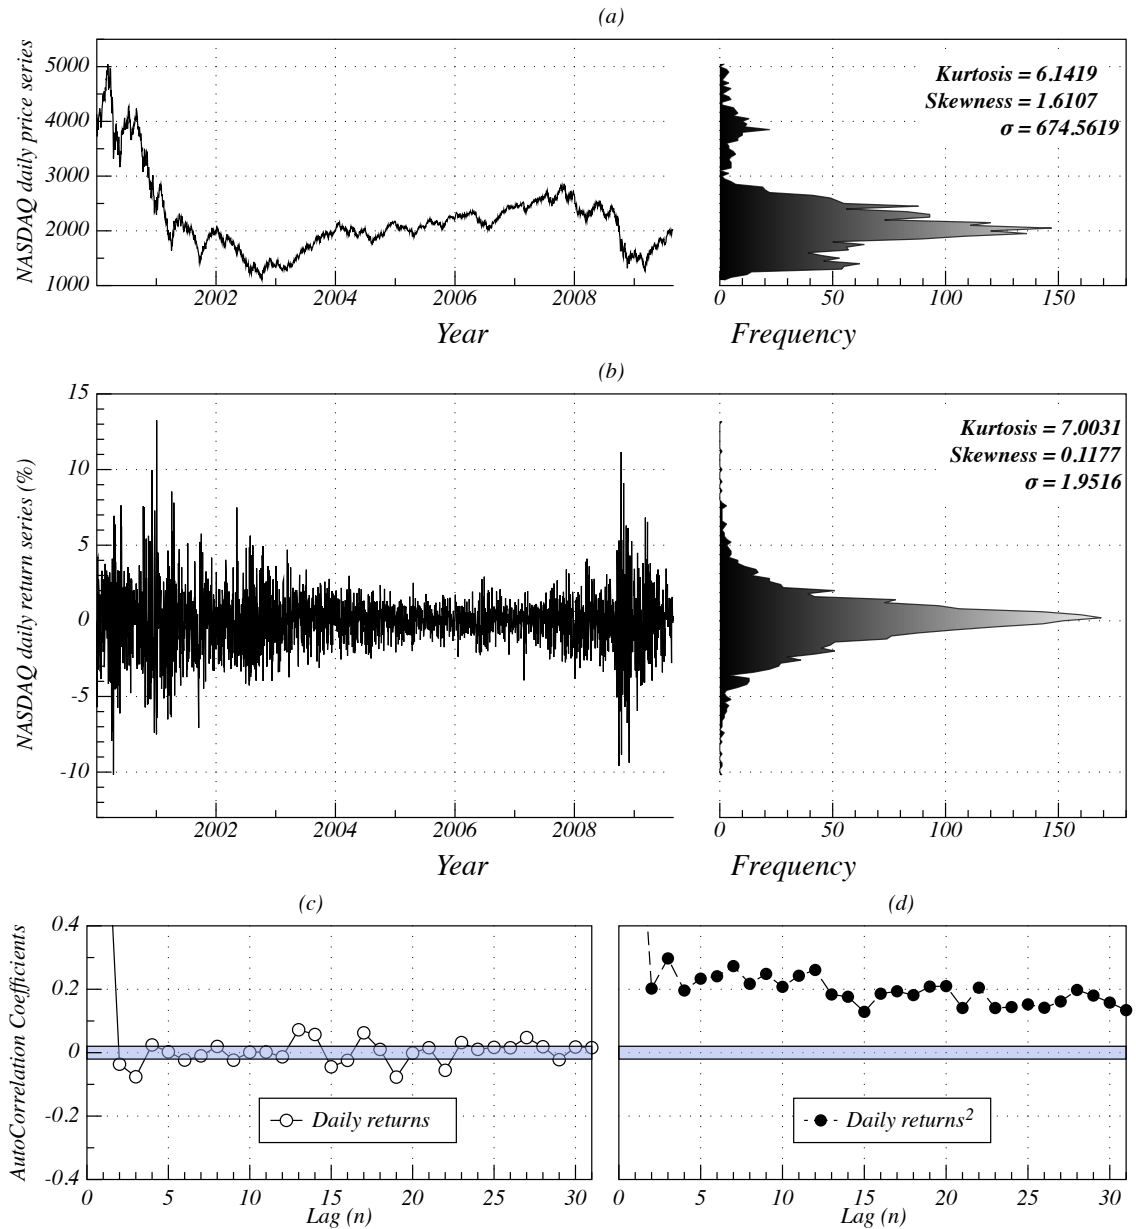 (a)
NASDAQ daily price series
5000
4000
3000
2000
1000
2002
2004
2006
2008
Year
Kurtosis = 6.1419
Skewness = 1.6107
σ = 674.5619
0
50
100
150
Frequency
(b)
NASDAQ daily return series (%)
15
10
5
0
-5
-10
2002
2004
2006
2008
Year
Kurtosis = 7.0031
Skewness = 0.1177
σ = 1.9516
0
50
100
150
Frequency
(c)
AutoCorrelation Coefficients
0.4
0.2
0
-0.2
-0.4
Daily returns
0
5
10
15
20
25
30
Lag (n)
(d)
Daily returns²
0
5
10
15
20
25
30
Lag (n)